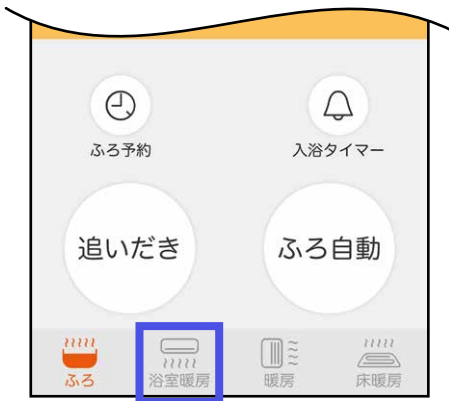 ふろ予約
入浴タイマー
追いだき
ふろ自動
ふろ
浴室暖房
暖房
床暖房